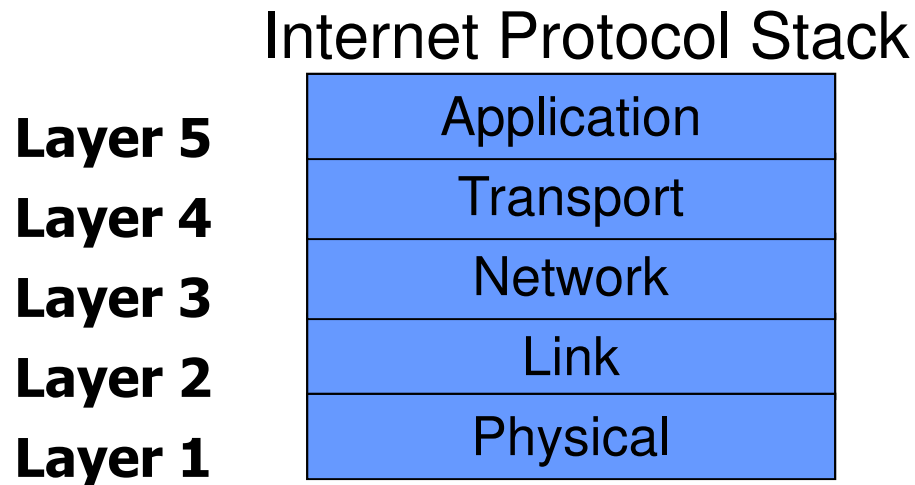 Internet Protocol Stack
Layer 5 Application
Layer 4 Transport
Layer 3 Network
Layer 2 Link
Layer 1 Physical